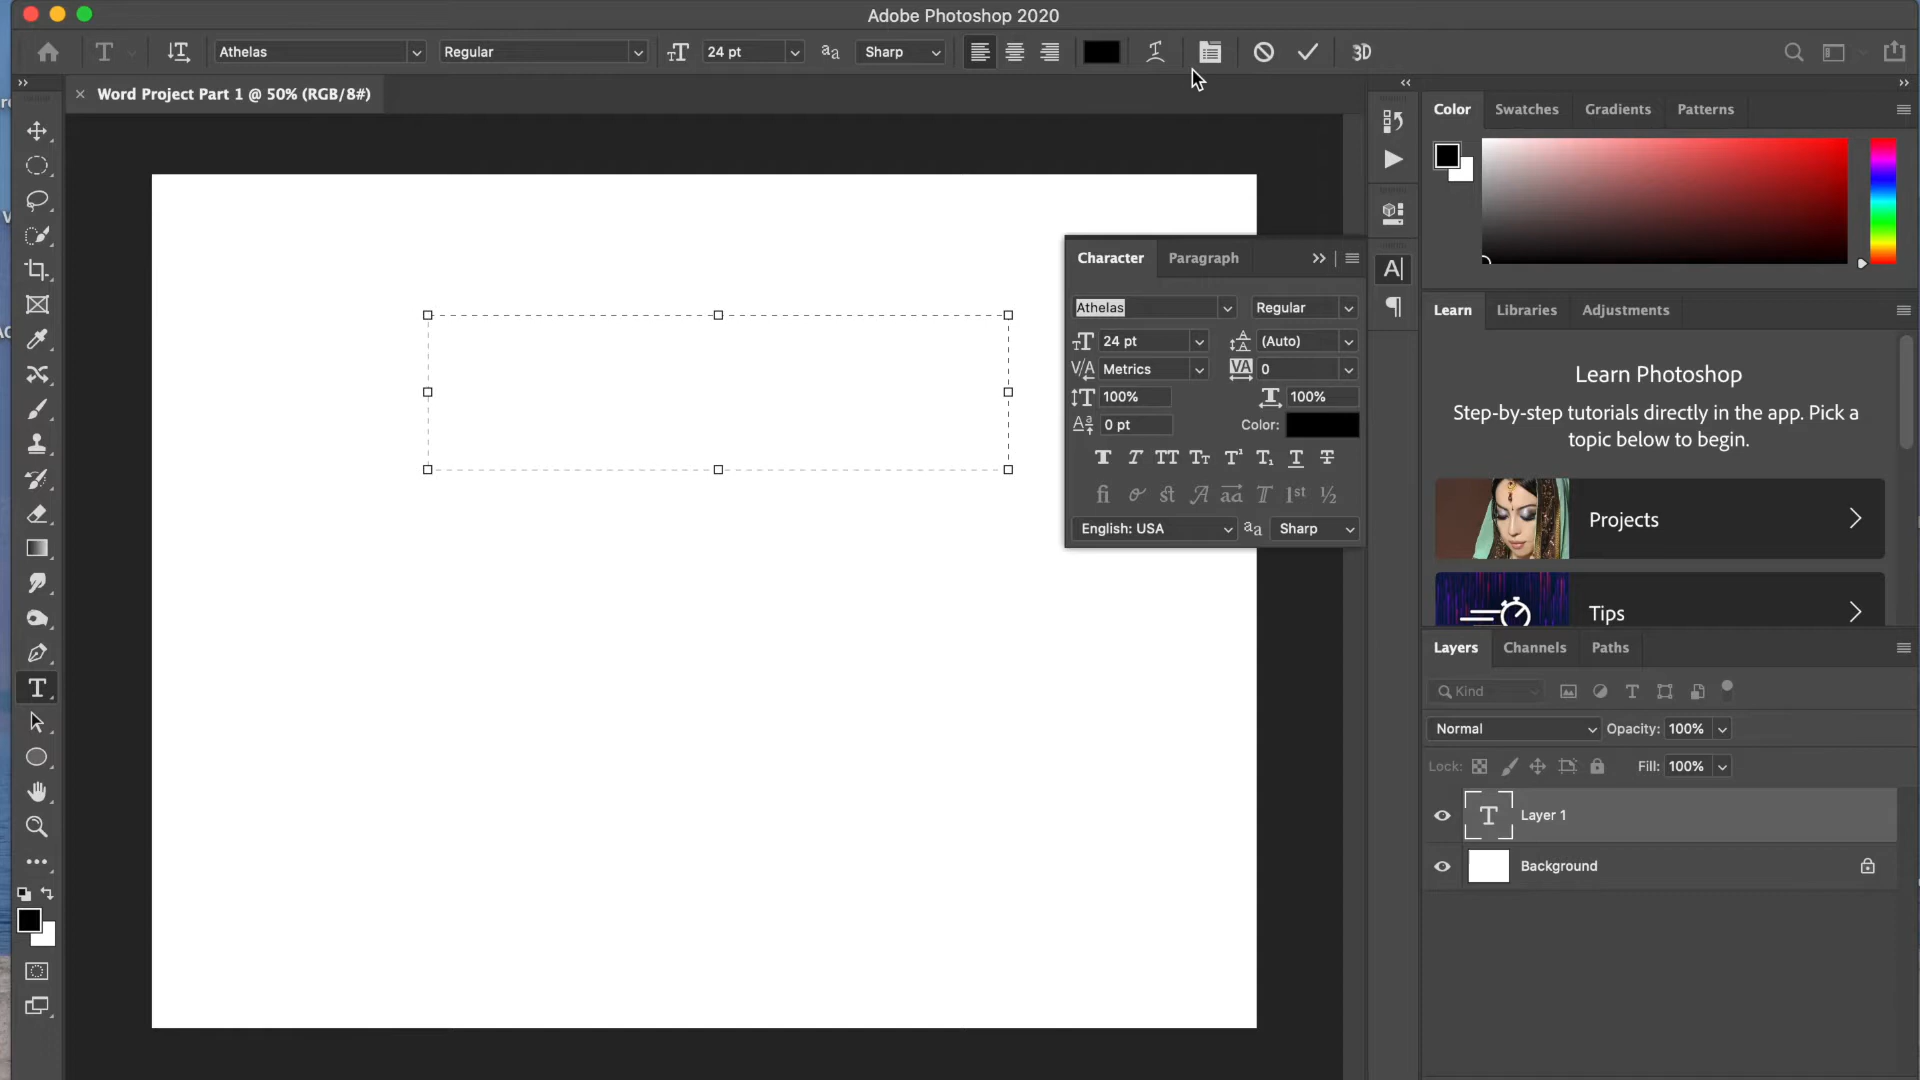 Adobe Photoshop 2020
Athelas Regular 24 pt Sharp 3D
Word Project Part 1 @ 50% (RGB/8#)
Color Swatches Gradients Patterns
Character Paragraph
Athelas Regular
24 pt (Auto)
Metrics 0
100% 100%
0 pt Color:
English: USA Sharp
Learn Libraries Adjustments
Learn Photoshop
Step-by-step tutorials directly in the app. Pick a
topic below to begin.
Projects
Tips
Layers Channels Paths
Kind
Normal Opacity: 100%
Lock: Fill: 100%
Layer 1
Background